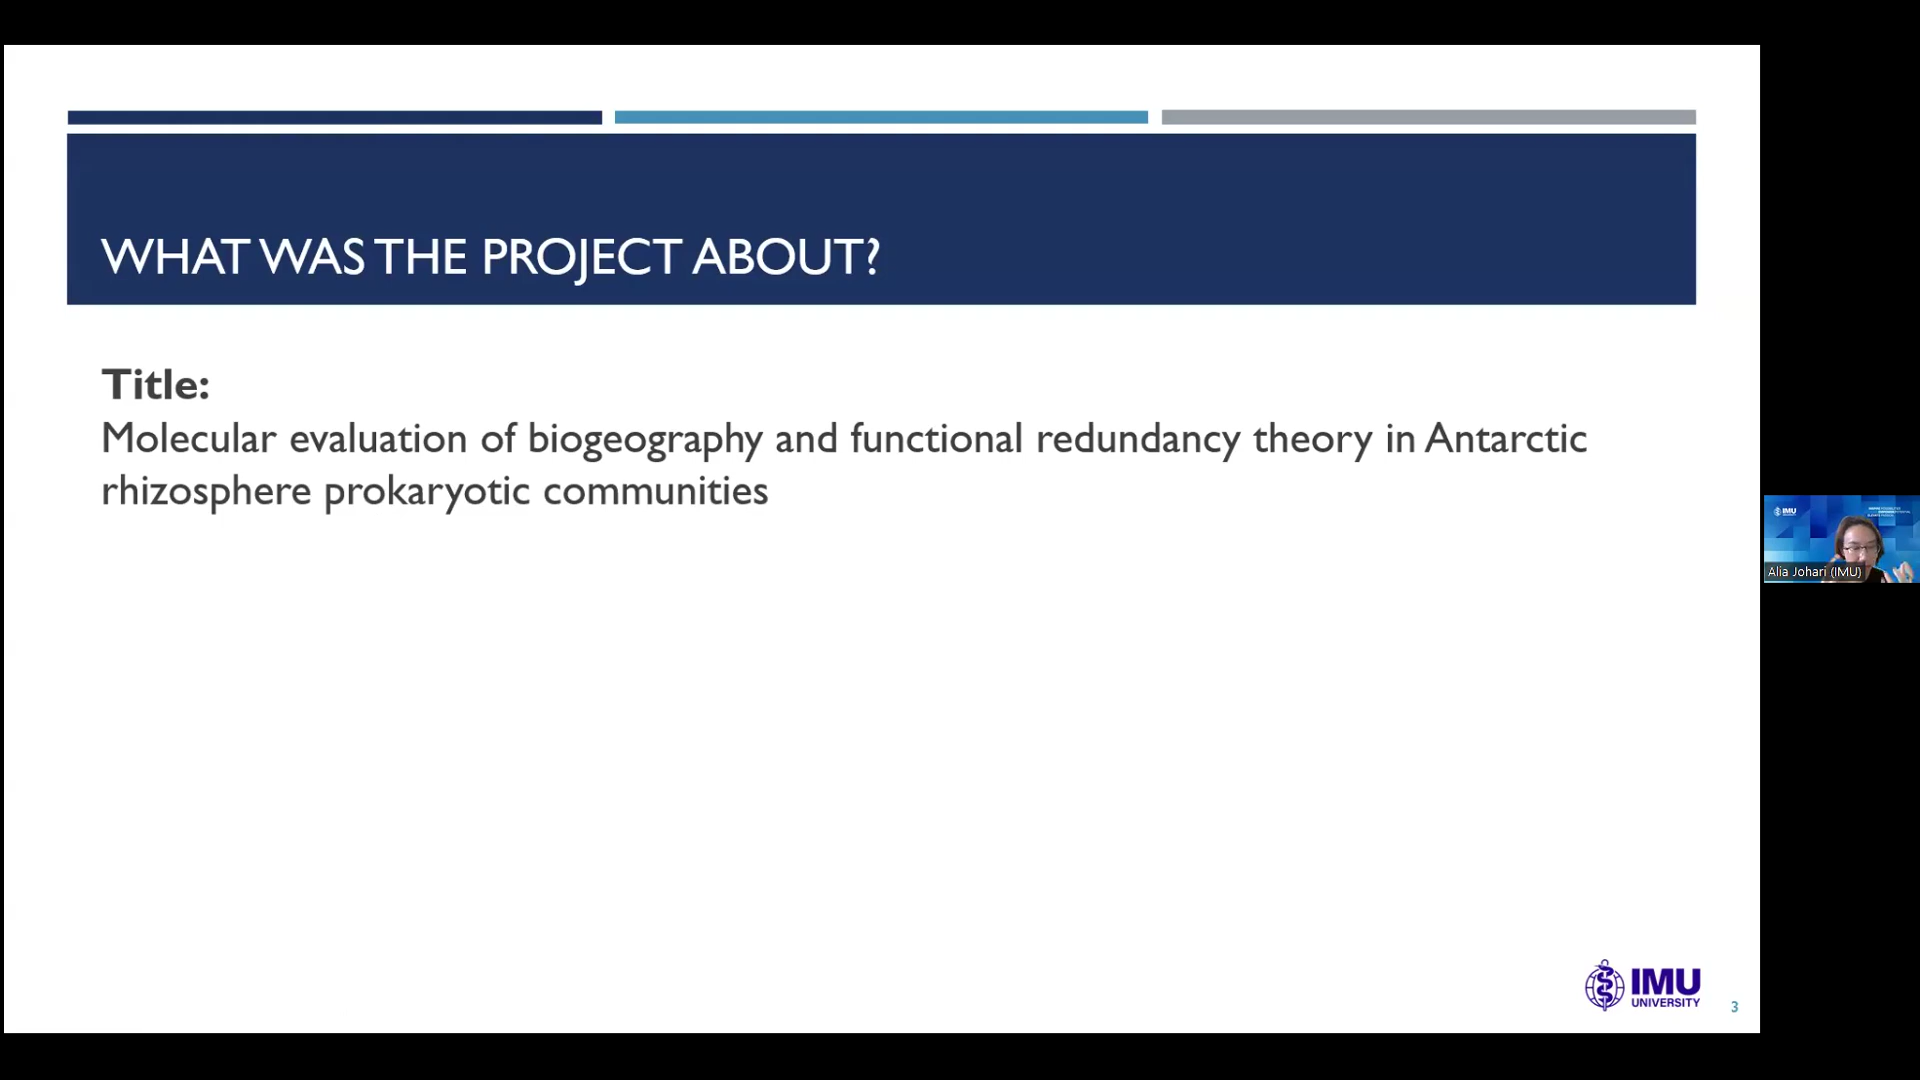 WHAT WAS THE PROJECT ABOUT?
Title:
Molecular evaluation of biogeography and functional redundancy theory in Antarctic
rhizosphere prokaryotic communities
IMU
Alia Johari (IMU)
IMU
UNIVERSITY
3